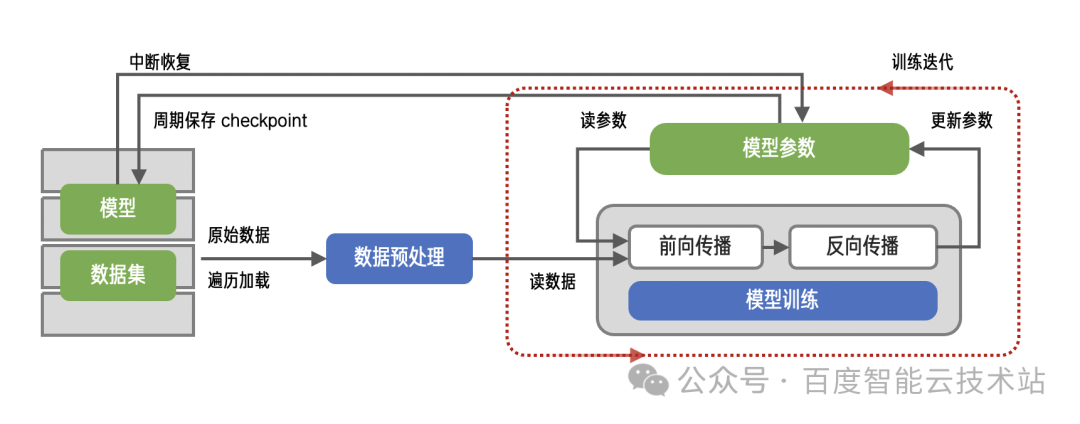 中断恢复
训练迭代
周期保存 checkpoint
读参数
更新参数
模型参数
模型
原始数据
前向传播
反向传播
数据预处理
数据集
遍历加载
读数据
模型训练
公众号 · 百度智能云技术站